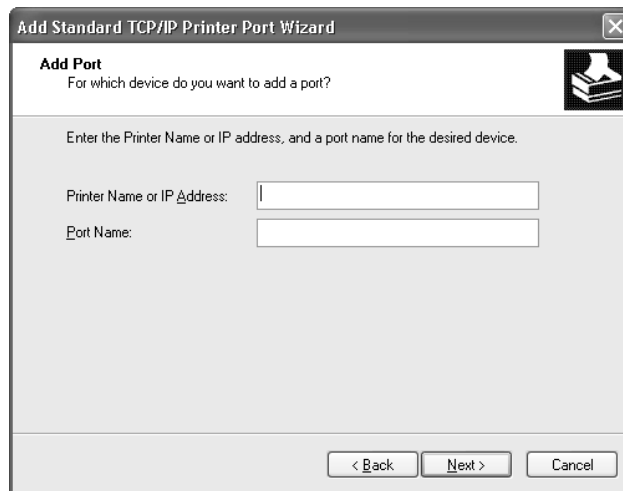 Add Standard TCP/IP Printer Port Wizard
Add Port
For which device do you want to add a port?
Enter the Printer Name or IP address, and a port name for the desired device.
Printer Name or IP Address:
Port Name:
< Back Next > Cancel